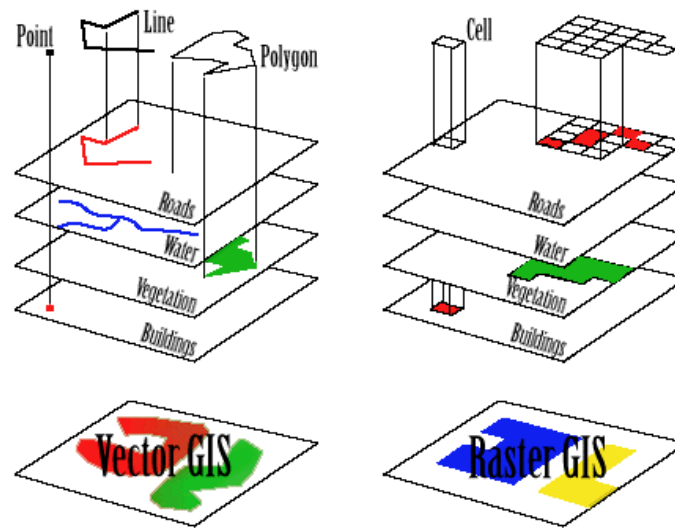 Point
Line
Polygon
Roads
Water
Vegetation
Buildings
Vector GIS
Cell
Roads
Water
Vegetation
Buildings
Raster GIS